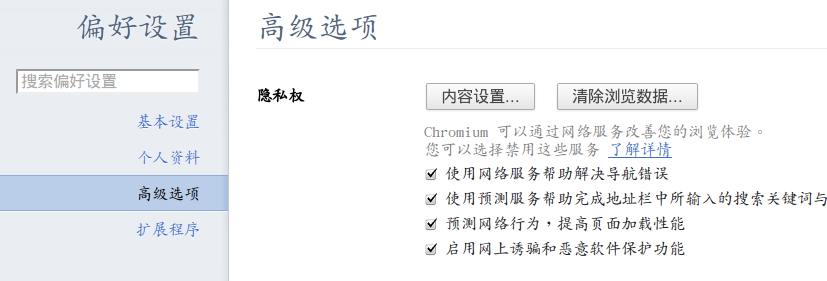 偏好设置
搜索偏好设置
基本设置
个人资料
高级选项
扩展程序
高级选项
隐私权
内容设置...
清除浏览数据...
Chromium 可以通过网络服务改善您的浏览体验。
您可以选择禁用这些服务 了解详情
使用网络服务帮助解决导航错误
使用预测服务帮助完成地址栏中所输入的搜索关键词与
预测网络行为，提高页面加载性能
启用网上诱骗和恶意软件保护功能